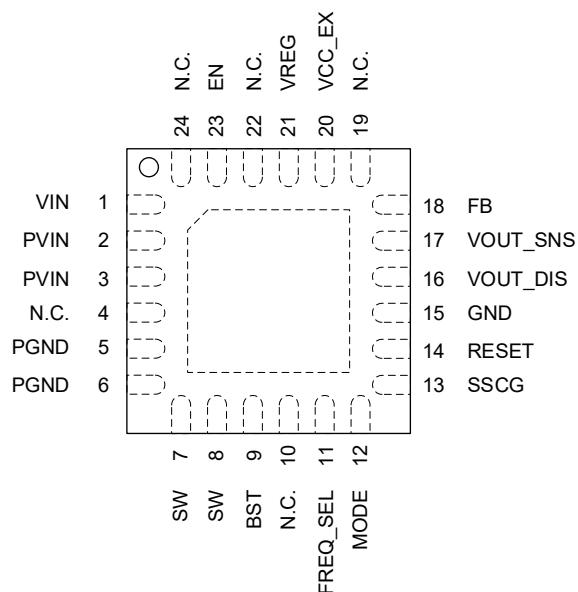 N.C.
EN
N.C.
VREG
VCC_EX
N.C.
24
23
22
21
20
19
VIN 1
PVIN 2
PVIN 3
N.C. 4
PGND 5
PGND 6
18 FB
17 VOUT_SNS
16 VOUT_DIS
15 GND
14 RESET
13 SSCG
7
8
9
10
11
12
SW
SW
BST
N.C.
FREQ_SEL
MODE